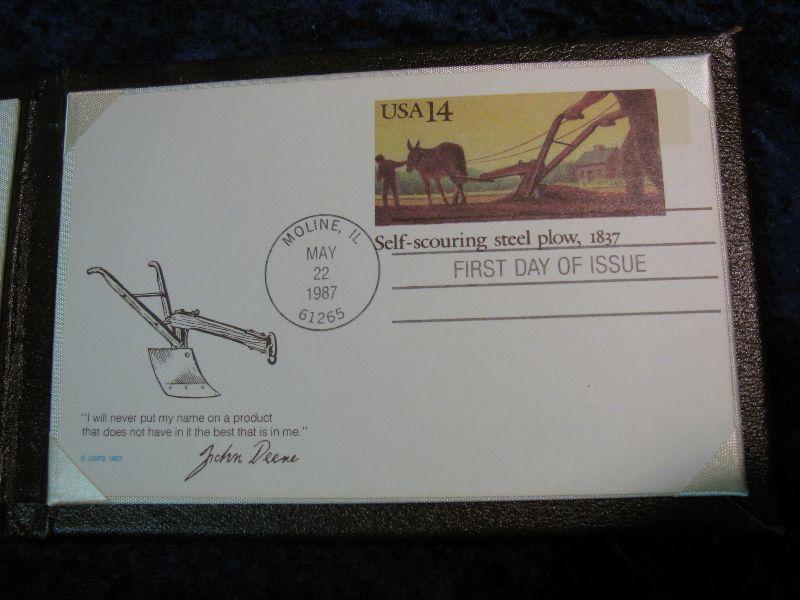 USA 14
Self-scouring steel plow, 1837
MOLINE, IL
MAY
22
1987
61265
FIRST DAY OF ISSUE
"I will never put my name on a product
that does not have in it the best that is in me."
John Deere
© USPS 1987